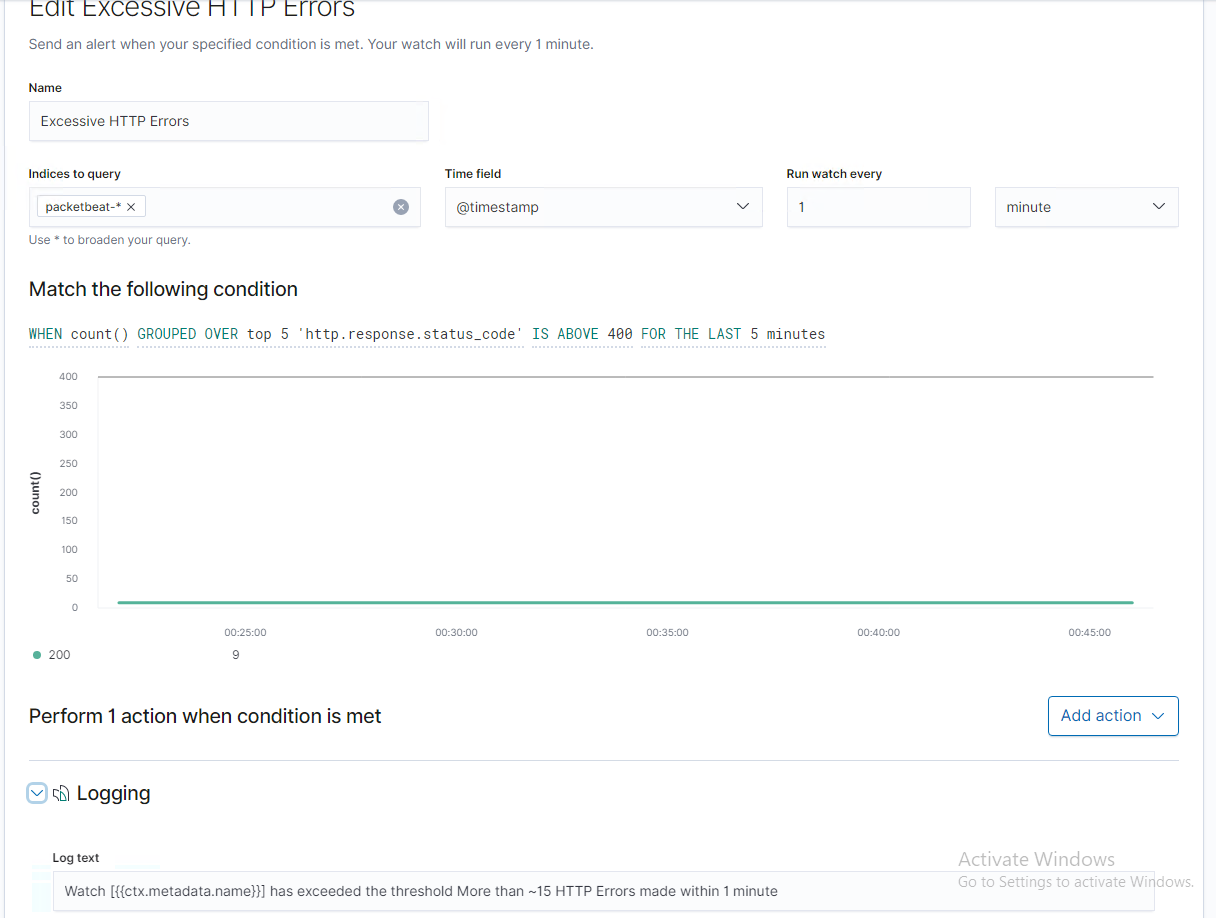 Edit Excessive HTTP Errors
Send an alert when your specified condition is met. Your watch will run every 1 minute.
Name
Excessive HTTP Errors
Indices to query
Time field
Run watch every
packetbeat-*
@timestamp
1
minute
Use * to broaden your query.
Match the following condition
WHEN count() GROUPED OVER top 5 'http.response.status_code' IS ABOVE 400 FOR THE LAST 5 minutes
400
350
300
250
200
150
100
50
0
count()
00:25:00 00:30:00 00:35:00 00:40:00 00:45:00
200 9
Perform 1 action when condition is met
Add action
Logging
Log text
Watch [{{ctx.metadata.name}}] has exceeded the threshold More than ~15 HTTP Errors made within 1 minute
Activate Windows
Go to Settings to activate Windows.